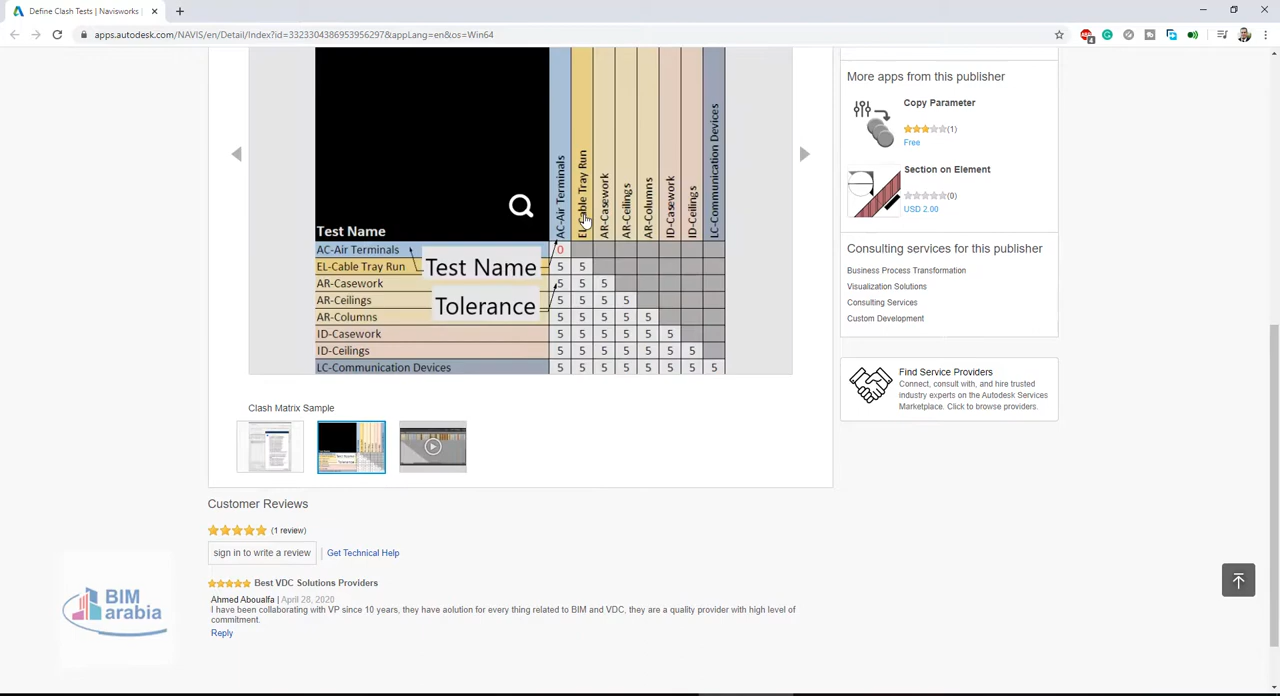 Define Clash Tests | Navisworks
apps.autodesk.com/NAVIS/en/Detail/Index?id=3323304386953956297&appLang=en&os=Win64
AC-Air Terminals
EL-Cable Tray Run
AR-Casework
AR-Ceilings
AR-Columns
ID-Casework
ID-Ceilings
LC-Communication Devices
Test Name
AC-Air Terminals 0
EL-Cable Tray Run 5 5
AR-Casework 5 5 5
AR-Ceilings 5 5 5 5
AR-Columns 5 5 5 5 5
ID-Casework 5 5 5 5 5 5
ID-Ceilings 5 5 5 5 5 5 5
LC-Communication Devices 5 5 5 5 5 5 5 5
Test Name
Tolerance
Clash Matrix Sample
Customer Reviews
(1 review)
sign in to write a review | Get Technical Help
Best VDC Solutions Providers
Ahmed Aboualfa | April 28, 2020
I have been collaborating with VP since 10 years, they have aolution for every thing related to BIM and VDC, they are a quality provider with high level of
commitment.
Reply
More apps from this publisher
Copy Parameter
(1)
Free
Section on Element
(0)
USD 2.00
Consulting services for this publisher
Business Process Transformation
Visualization Solutions
Consulting Services
Custom Development
Find Service Providers
Connect, consult with, and hire trusted
industry experts on the Autodesk Services
Marketplace. Click to browse providers.
BIM
arabia